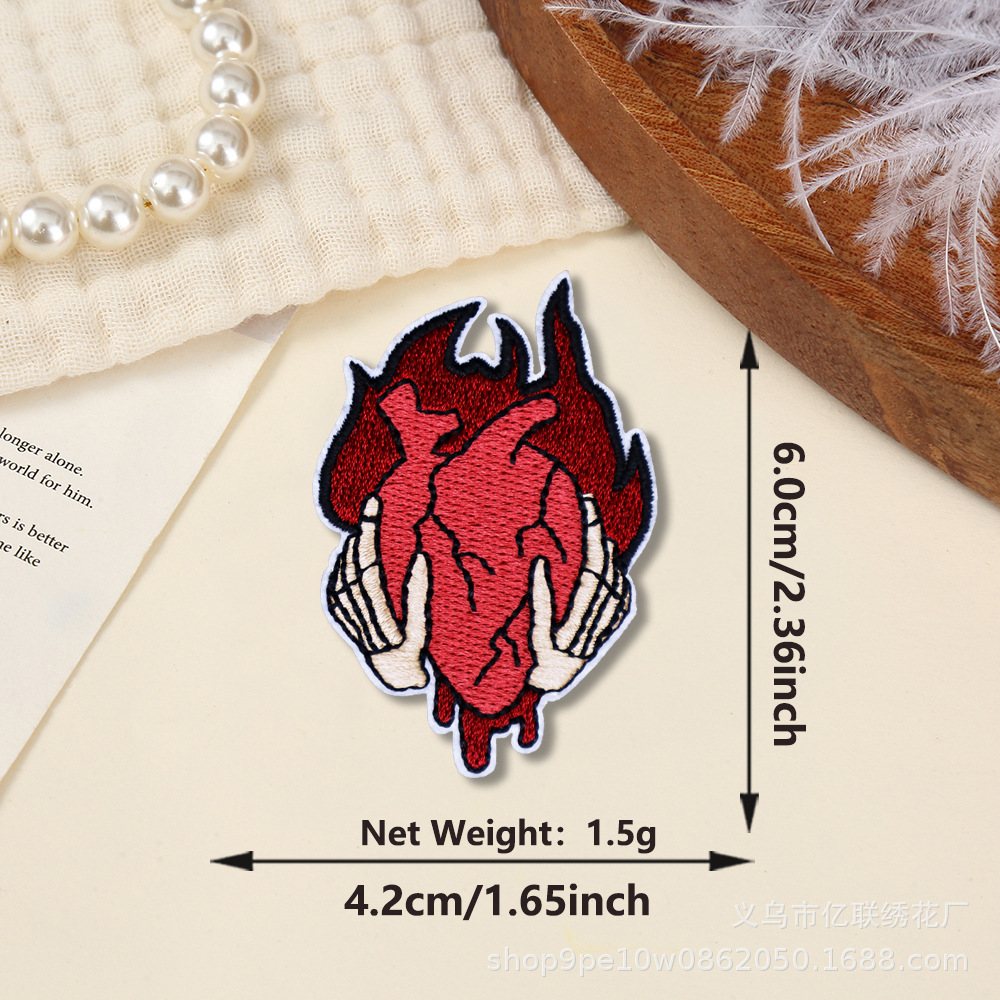 longer alone.
world for him.
rs is better
ne like
6.0cm/2.36inch
Net Weight：1.5g
4.2cm/1.65inch
义乌市亿联绣花厂
shop9pe10w0862050.1688.com